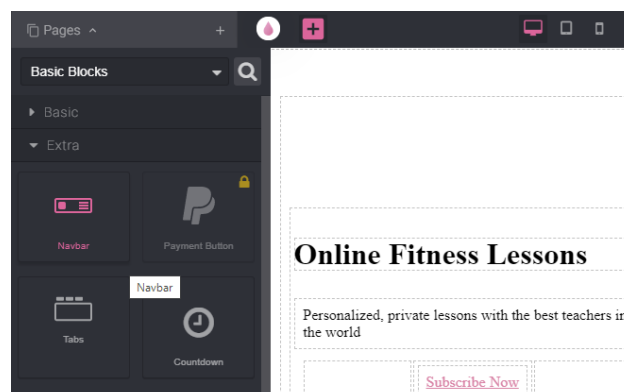 Pages
Basic Blocks
Basic
Extra
Navbar
Payment Button
Navbar
Tabs
Countdown
Online Fitness Lessons
Personalized, private lessons with the best teachers in
the world
Subscribe Now